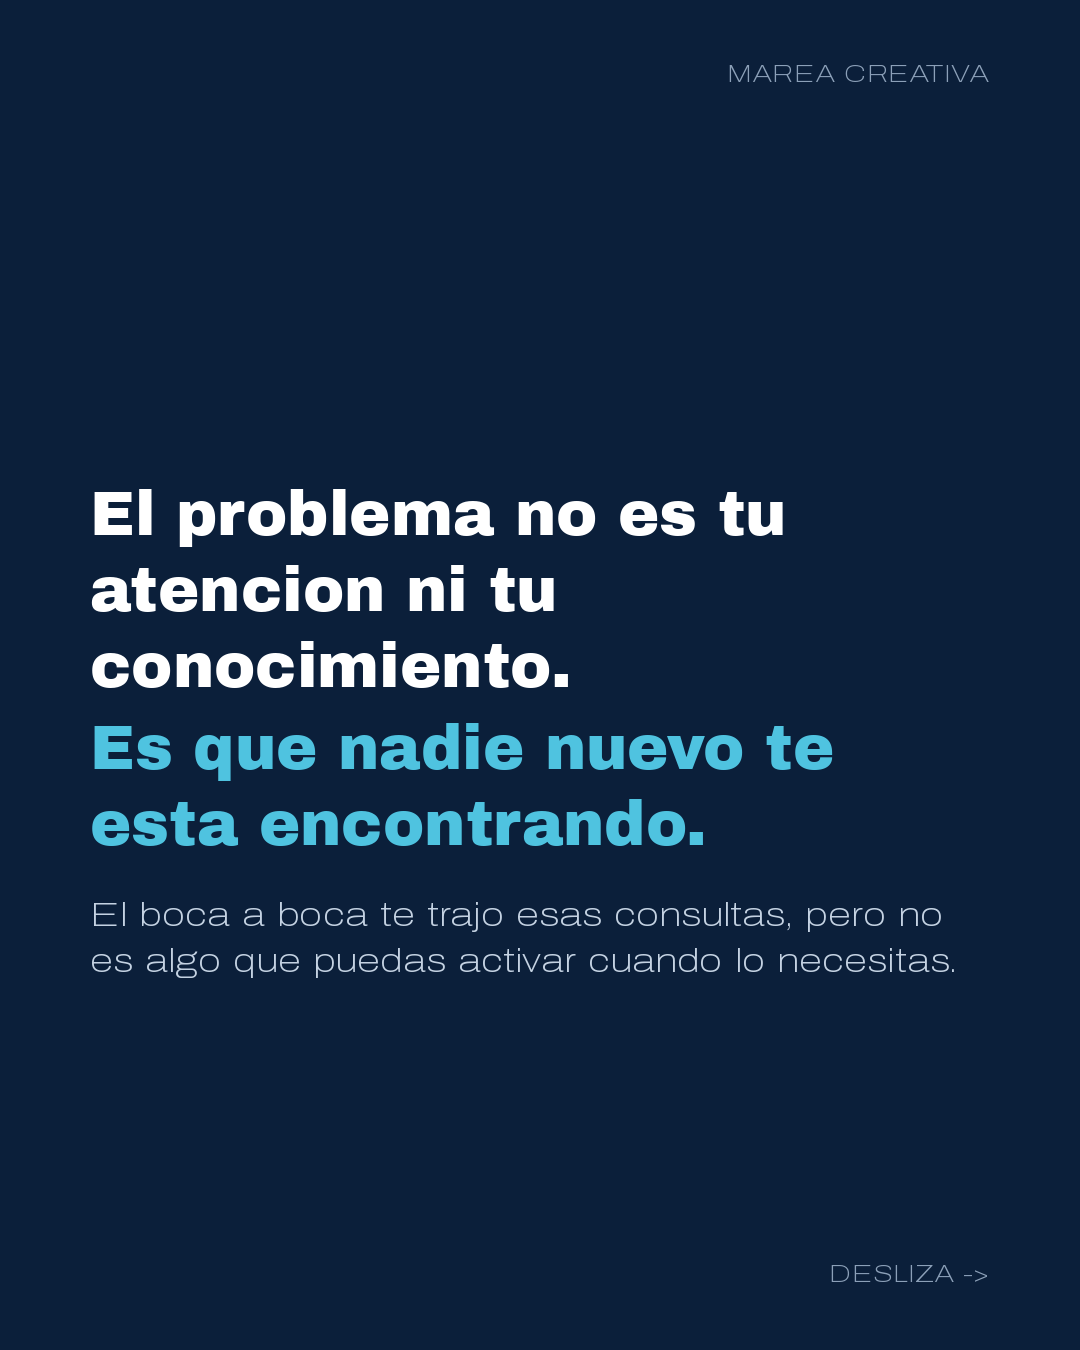 MAREA CREATIVA
El problema no es tu
atencion ni tu
conocimiento.
Es que nadie nuevo te
esta encontrando.
El boca a boca te trajo esas consultas, pero no
es algo que puedas activar cuando lo necesitas.
DESLIZA ->